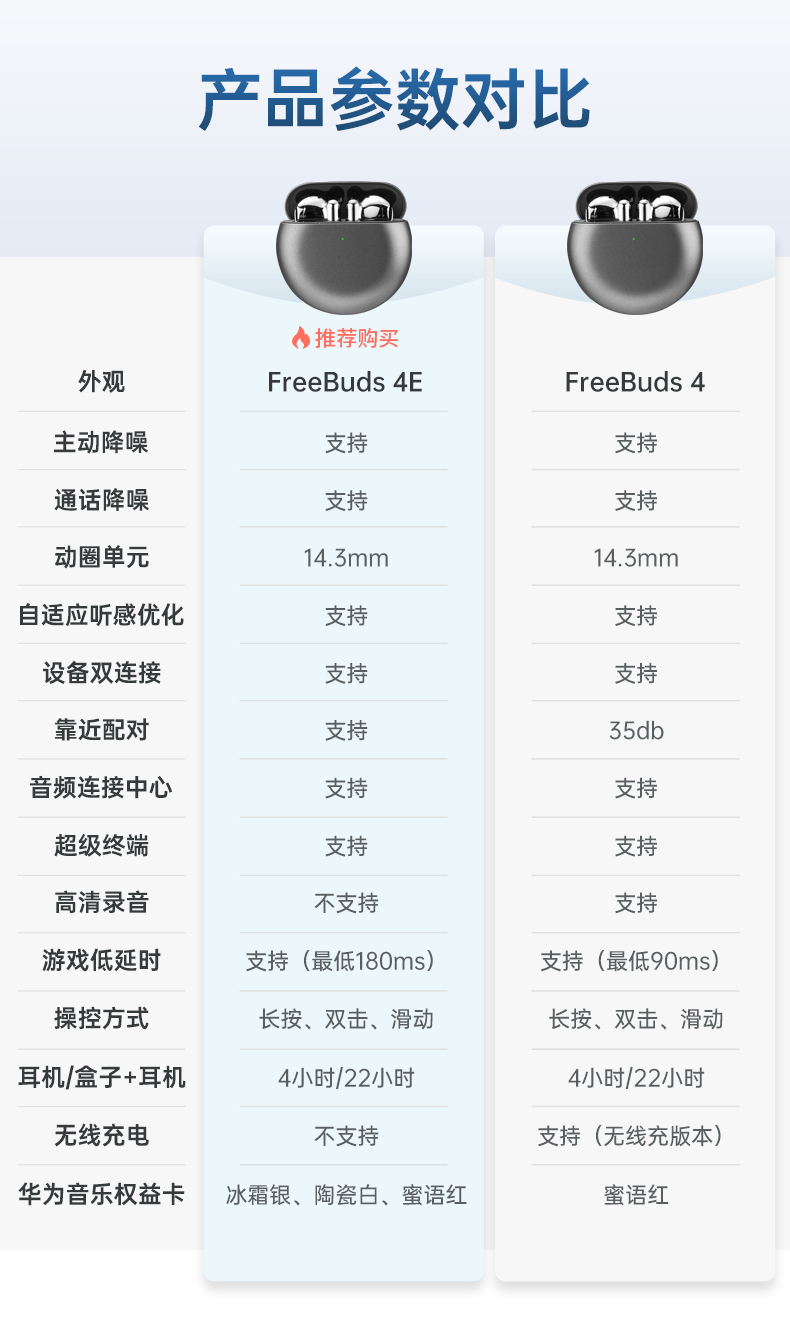 产品参数对比
推荐购买
外观 FreeBuds 4E FreeBuds 4
主动降噪 支持 支持
通话降噪 支持 支持
动圈单元 14.3mm 14.3mm
自适应听感优化 支持 支持
设备双连接 支持 支持
靠近配对 支持 35db
音频连接中心 支持 支持
超级终端 支持 支持
高清录音 不支持 支持
游戏低延时 支持（最低180ms） 支持（最低90ms）
操控方式 长按、双击、滑动 长按、双击、滑动
耳机/盒子+耳机 4小时/22小时 4小时/22小时
无线充电 不支持 支持（无线充版本）
华为音乐权益卡 冰霜银、陶瓷白、蜜语红 蜜语红